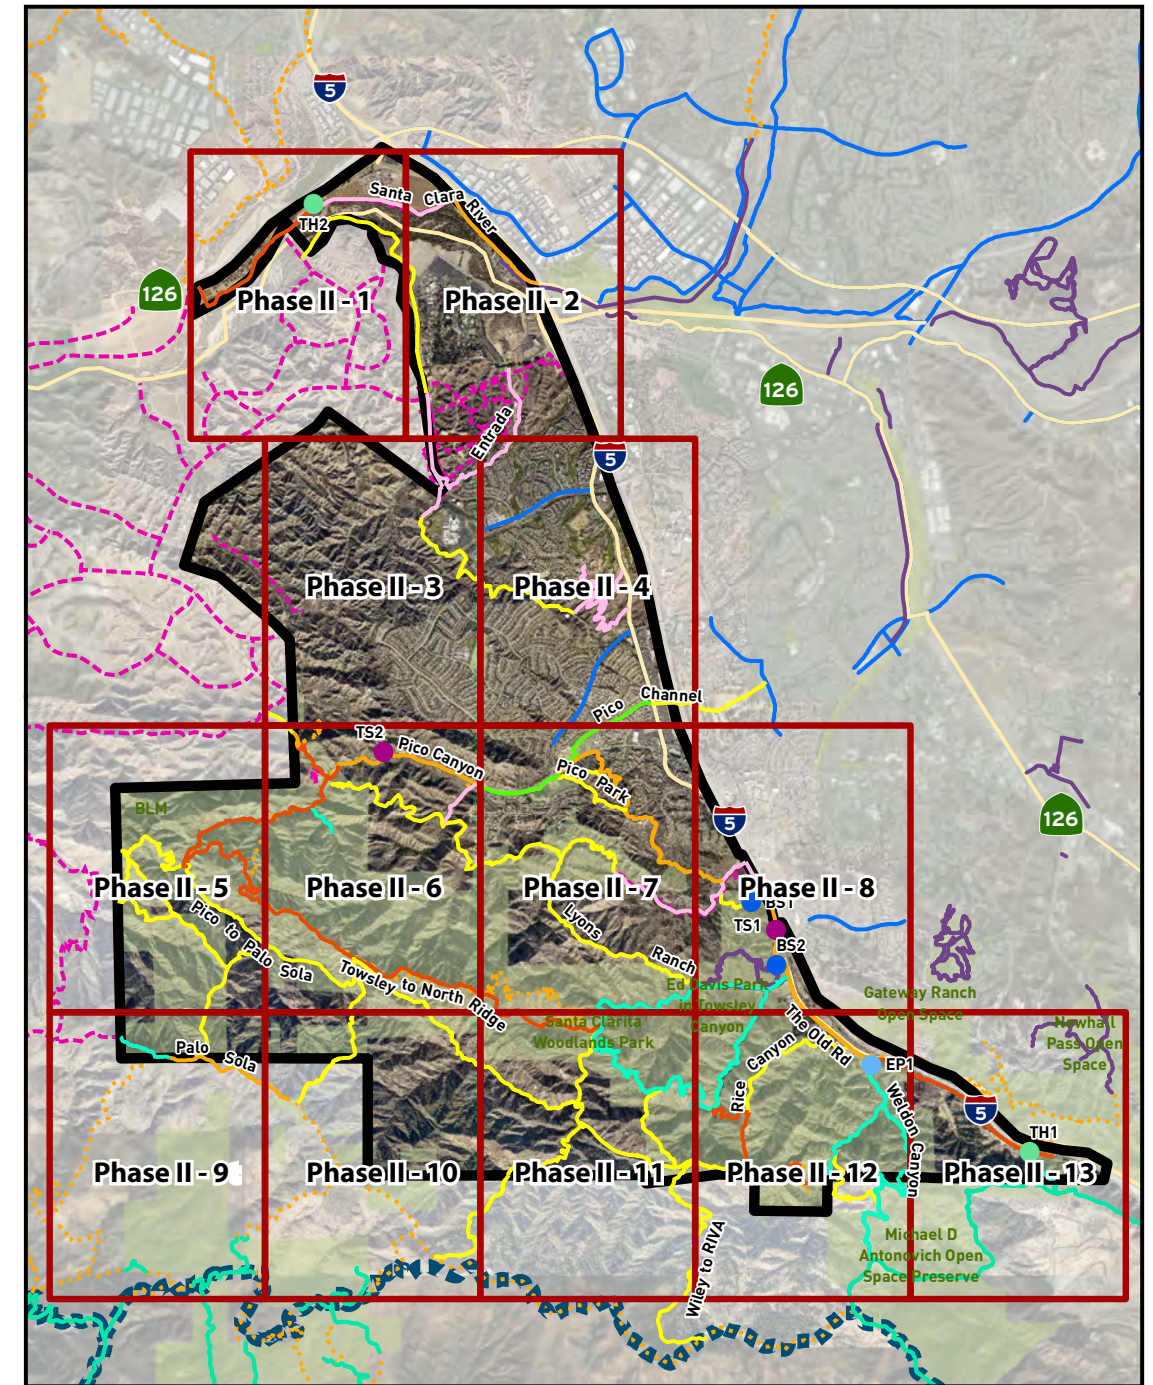 5
Santa Clara River
TH2
126
Phase II - 1
Phase II - 2
126
Entrada
5
Phase II - 3
Phase II - 4
Pico Channel
TS2
Pico Canyon
Pico Park
BLM
5
126
Phase II - 5
Phase II - 6
Phase II - 7
Phase II - 8
BS1
TS1
BS2
Pico to Palo Sola
Lyons Ranch
Towsley to North Ridge
Ed Davis Park
in Towsley
Canyon
Gateway Ranch
Open Space
Santa Clarita
Woodlands Park
The Old Rd
Newhall
Pass Open
Space
Palo Sola
Rice Canyon
EP1
Weldon Canyon
5
TH1
Phase II - 9
Phase II - 10
Phase II - 11
Phase II - 12
Phase II - 13
Wiley to RIVA
Michael D
Antonovich Open
Space Preserve